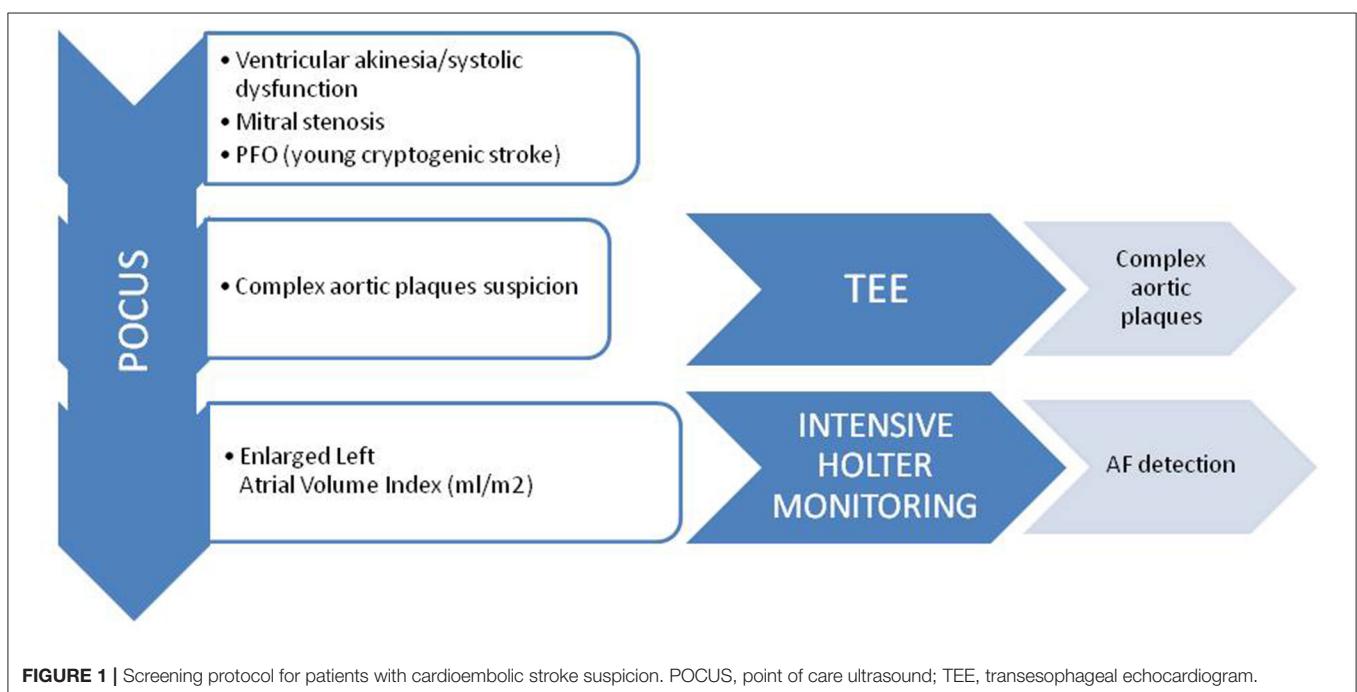 POCUS
• Ventricular akinesia/systolic
dysfunction
• Mitral stenosis
• PFO (young cryptogenic stroke)
• Complex aortic plaques suspicion
TEE
Complex
aortic
plaques
• Enlarged Left
Atrial Volume Index (ml/m2)
INTENSIVE
HOLTER
MONITORING
AF detection
FIGURE 1 | Screening protocol for patients with cardioembolic stroke suspicion. POCUS, point of care ultrasound; TEE, transesophageal echocardiogram.